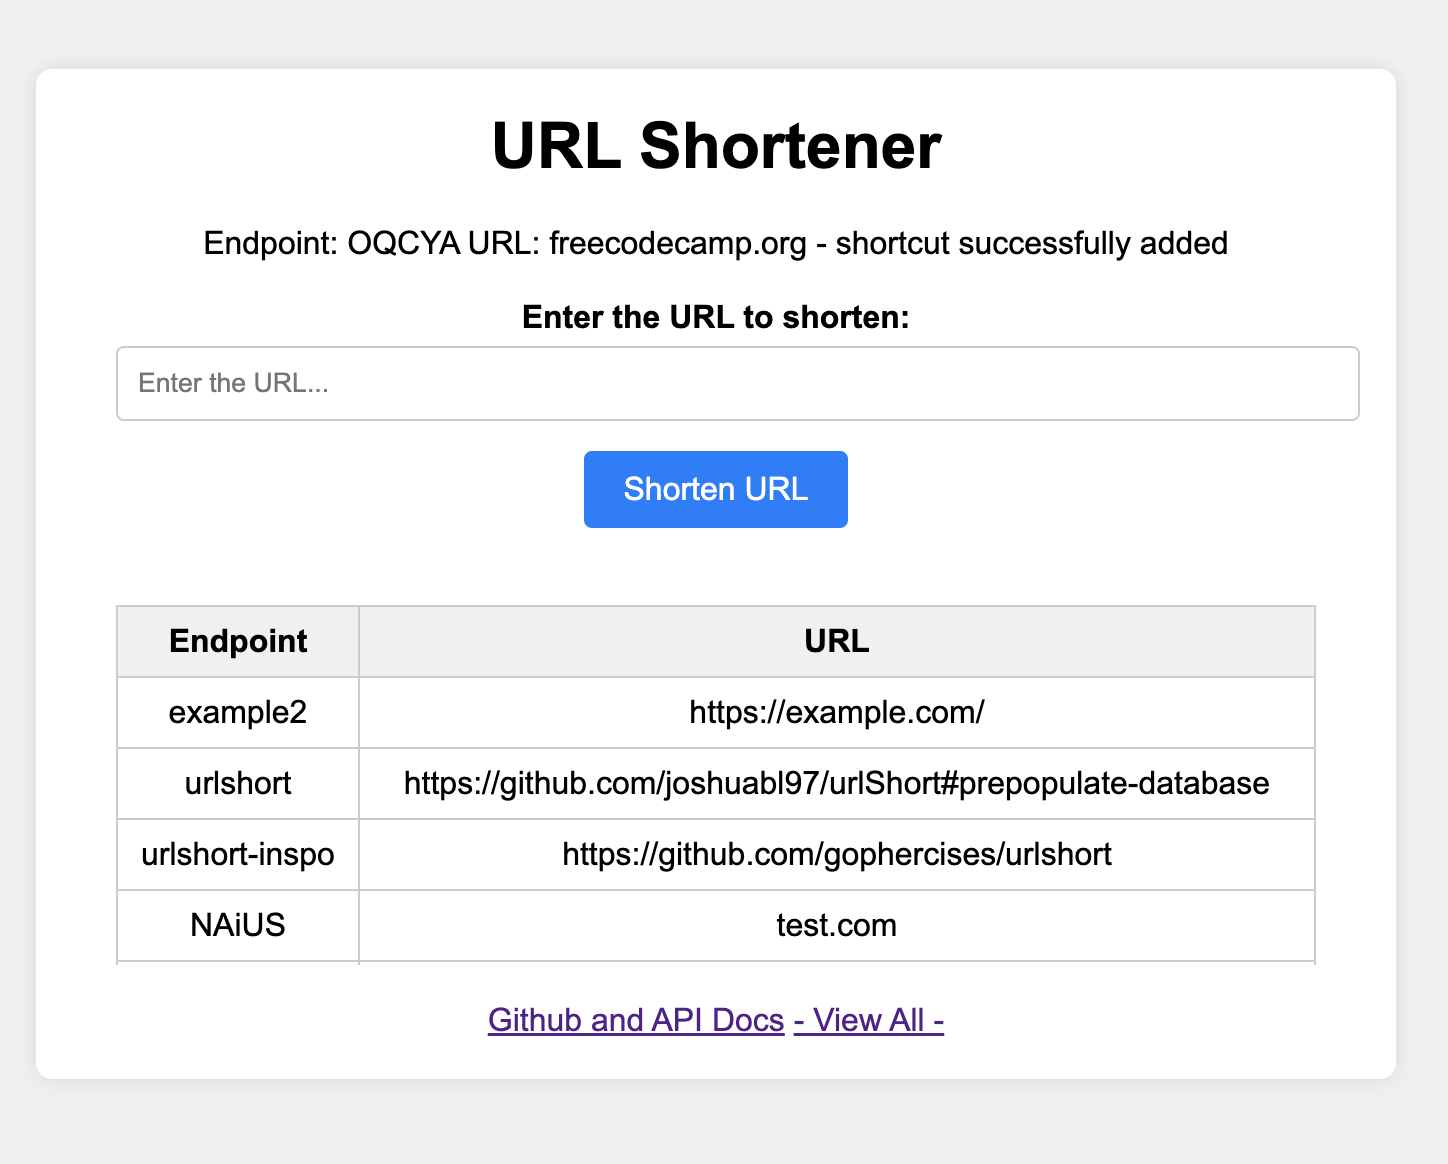 URL Shortener
Endpoint: OQCYA URL: freecodecamp.org - shortcut successfully added
Enter the URL to shorten:
Enter the URL...
Shorten URL
Endpoint URL
example2 https://example.com/
urlshort https://github.com/joshuabl97/urlShort#prepopulate-database
urlshort-inspo https://github.com/gophercises/urlshort
NAiUS test.com
Github and API Docs - View All -